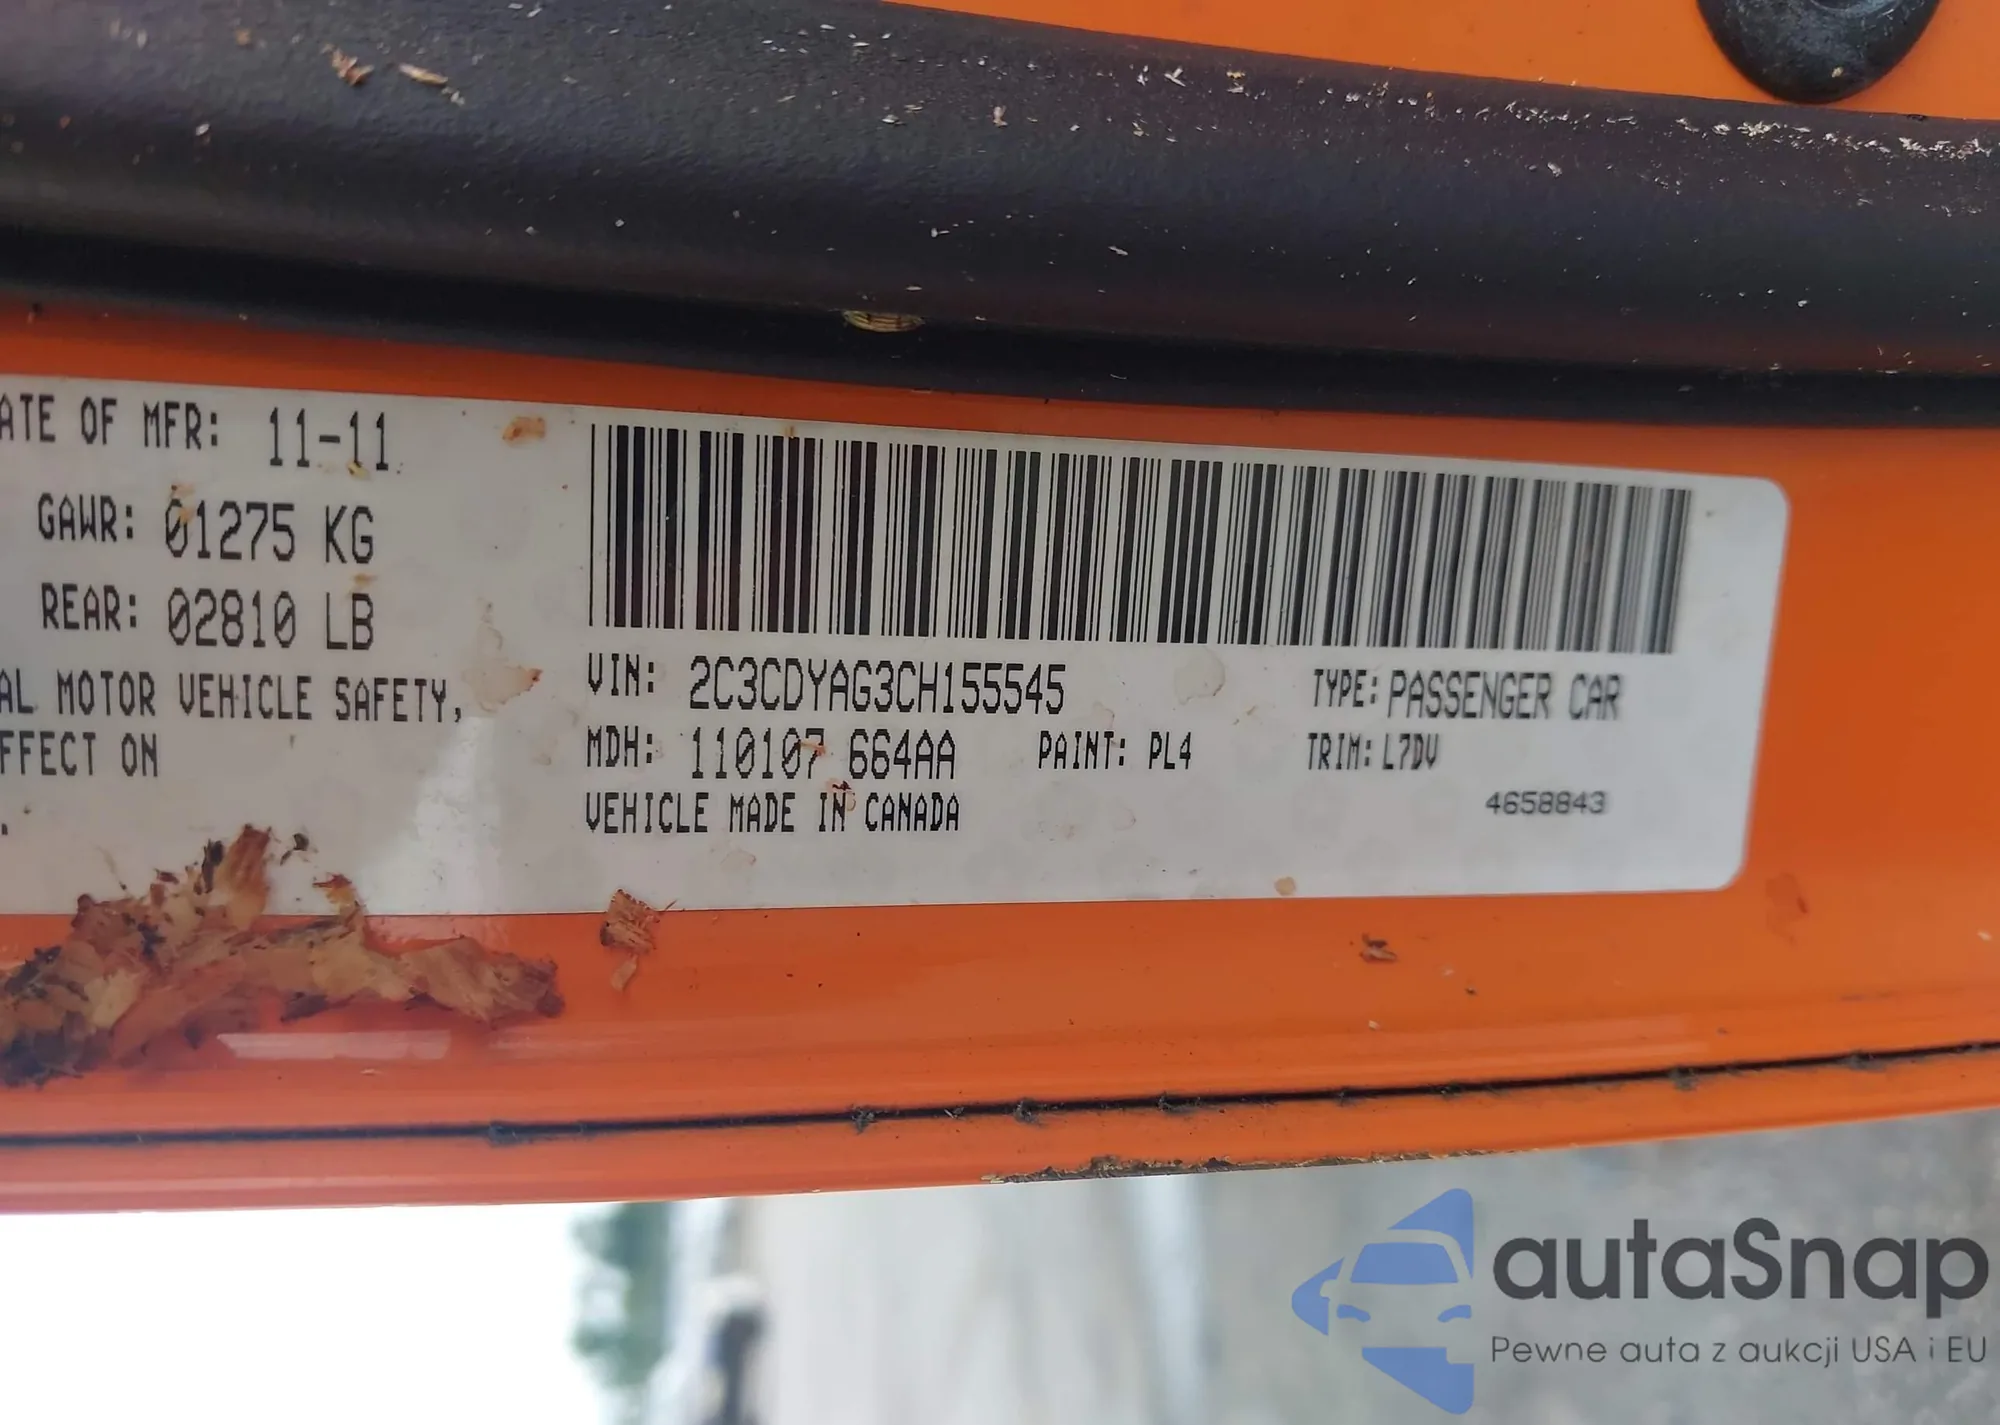 ATE OF MFR: 11-11
GAWR: 01275 KG
REAR: 02810 LB
AL MOTOR VEHICLE SAFETY,
FFECT ON
.
VIN: 2C3CDYAG3CH155545
TYPE: PASSENGER CAR
MDH: 110107 664AA
PAINT: PL4
TRIM: L7DV
VEHICLE MADE IN CANADA
4658843
autaSnap
Pewne auta z aukcji USA i EU